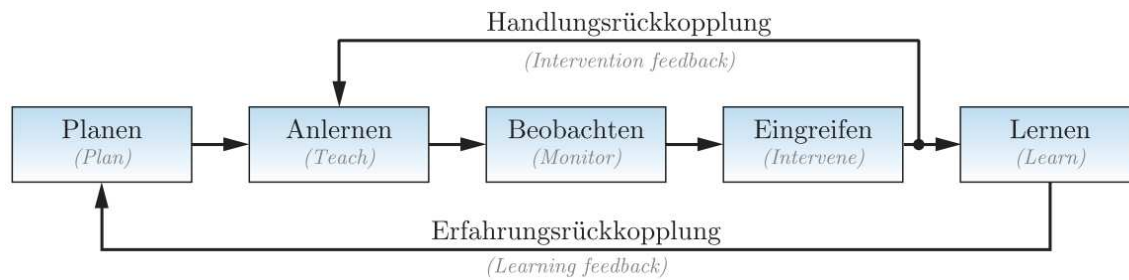 Handlungsrückkopplung
(Intervention feedback)
Planen
(Plan)
Anlernen
(Teach)
Beobachten
(Monitor)
Eingreifen
(Intervene)
Lernen
(Learn)
Erfahrungsrückkopplung
(Learning feedback)